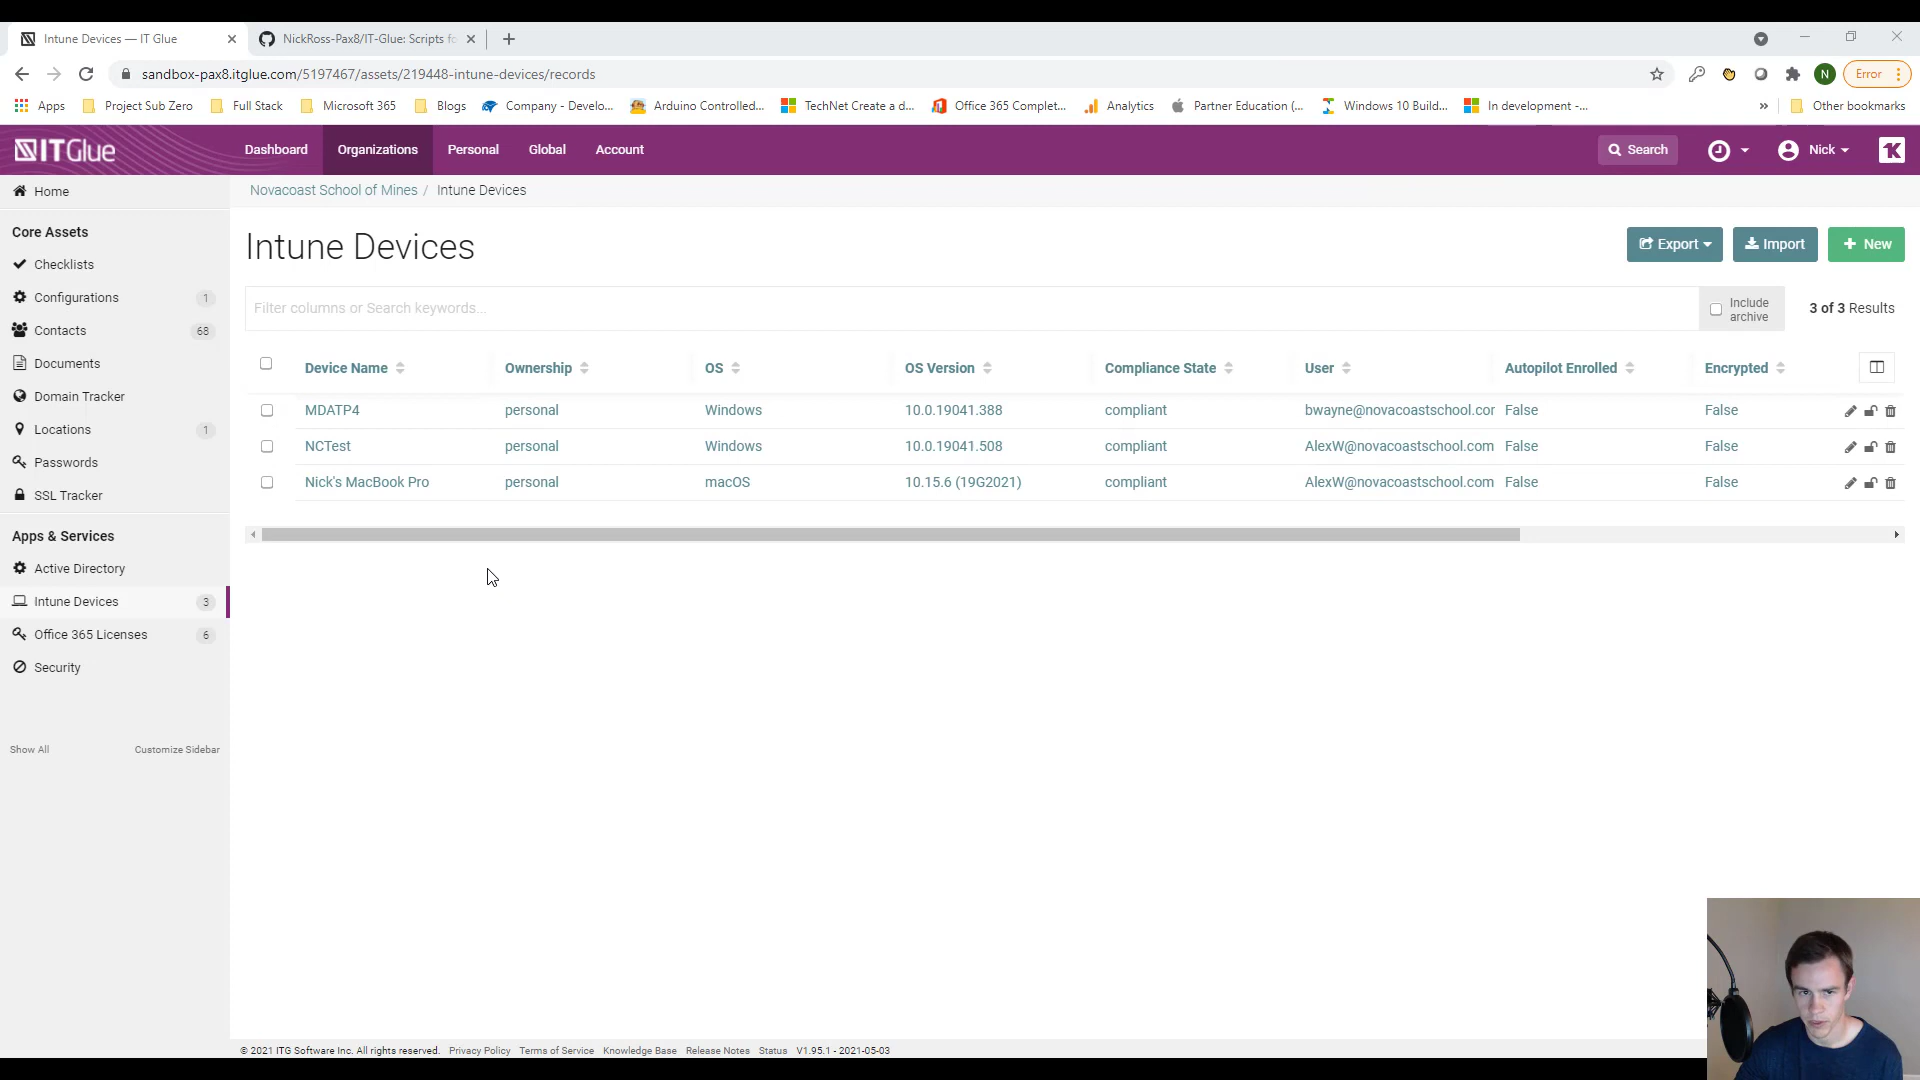 Intune Devices — IT Glue
NickRoss-Pax8/IT-Glue: Scripts fo
sandbox-pax8.itglue.com/5197467/assets/219448-intune-devices/records
N
Error
Apps
Project Sub Zero
Full Stack
Microsoft 365
Blogs
Company - Develo...
Arduino Controlled...
TechNet Create a d...
Office 365 Complet...
Analytics
Partner Education (...
Windows 10 Build...
In development -...
»
Other bookmarks
ITGlue
Dashboard
Organizations
Personal
Global
Account
Search
Nick
K
Home
Novacoast School of Mines / Intune Devices
Core Assets
Checklists
Configurations 1
Contacts 68
Documents
Domain Tracker
Locations 1
Passwords
SSL Tracker
Apps & Services
Active Directory
Intune Devices 3
Office 365 Licenses 6
Security
Show All
Customize Sidebar
Intune Devices
Export
Import
New
Filter columns or Search keywords...
Include
archive
3 of 3 Results
Device Name Ownership OS OS Version Compliance State User Autopilot Enrolled Encrypted
MDATP4 personal Windows 10.0.19041.388 compliant bwayne@novacoastschool.cor False False
NCTest personal Windows 10.0.19041.508 compliant AlexW@novacoastschool.com False False
Nick's MacBook Pro personal macOS 10.15.6 (19G2021) compliant AlexW@novacoastschool.com False False
© 2021 ITG Software Inc. All rights reserved. Privacy Policy Terms of Service Knowledge Base Release Notes Status V1.95.1 - 2021-05-03